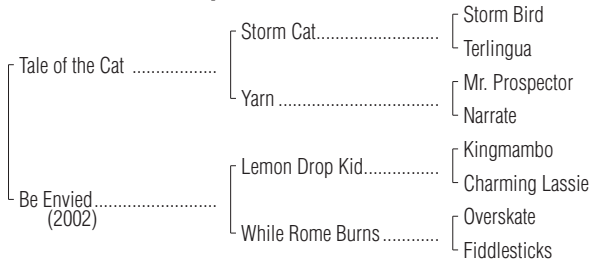 Storm Bird
Storm Cat..............................
Terlingua
Tale of the Cat .................
Mr. Prospector
Yarn ................................
Narrate
Kingmambo
Lemon Drop Kid...............
Charming Lassie
Be Envied.........................
(2002)
Overskate
While Rome Burns............
Fiddlesticks